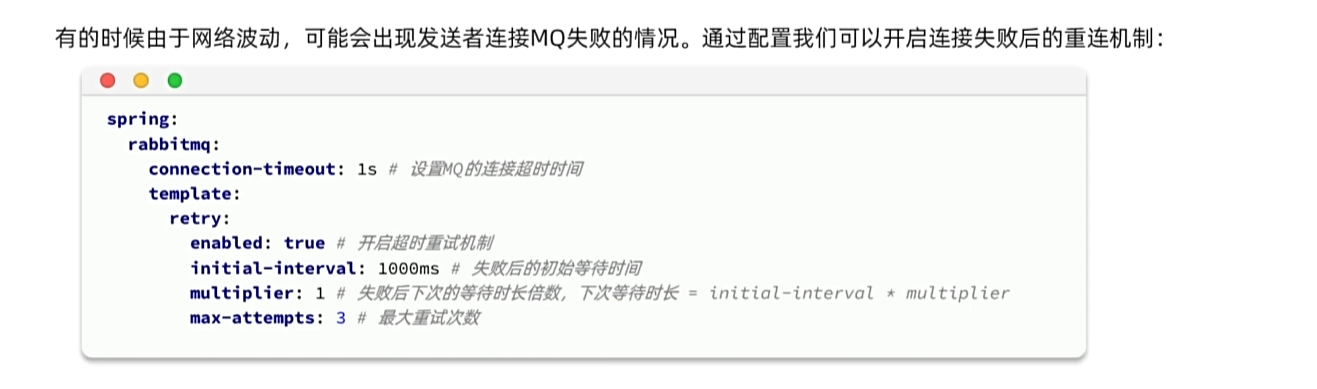 有的时候由于网络波动，可能会出现发送者连接MQ失败的情况。通过配置我们可以开启连接失败后的重连机制：
spring:
  rabbitmq:
    connection-timeout: 1s # 设置MQ的连接超时时间
    template:
      retry:
        enabled: true # 开启超时重试机制
        initial-interval: 1000ms # 失败后的初始等待时间
        multiplier: 1 # 失败后下次的等待时长倍数，下次等待时长 = initial-interval * multiplier
        max-attempts: 3 # 最大重试次数